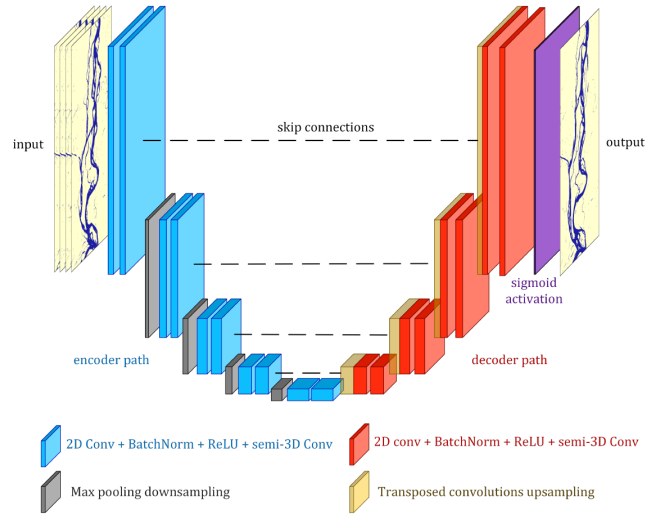 skip connections
input
output
sigmoid
activation
encoder path
decoder path
2D Conv + BatchNorm + ReLU + semi-3D Conv
2D conv + BatchNorm + ReLU + semi-3D Conv
Max pooling downsampling
Transposed convolutions upsampling